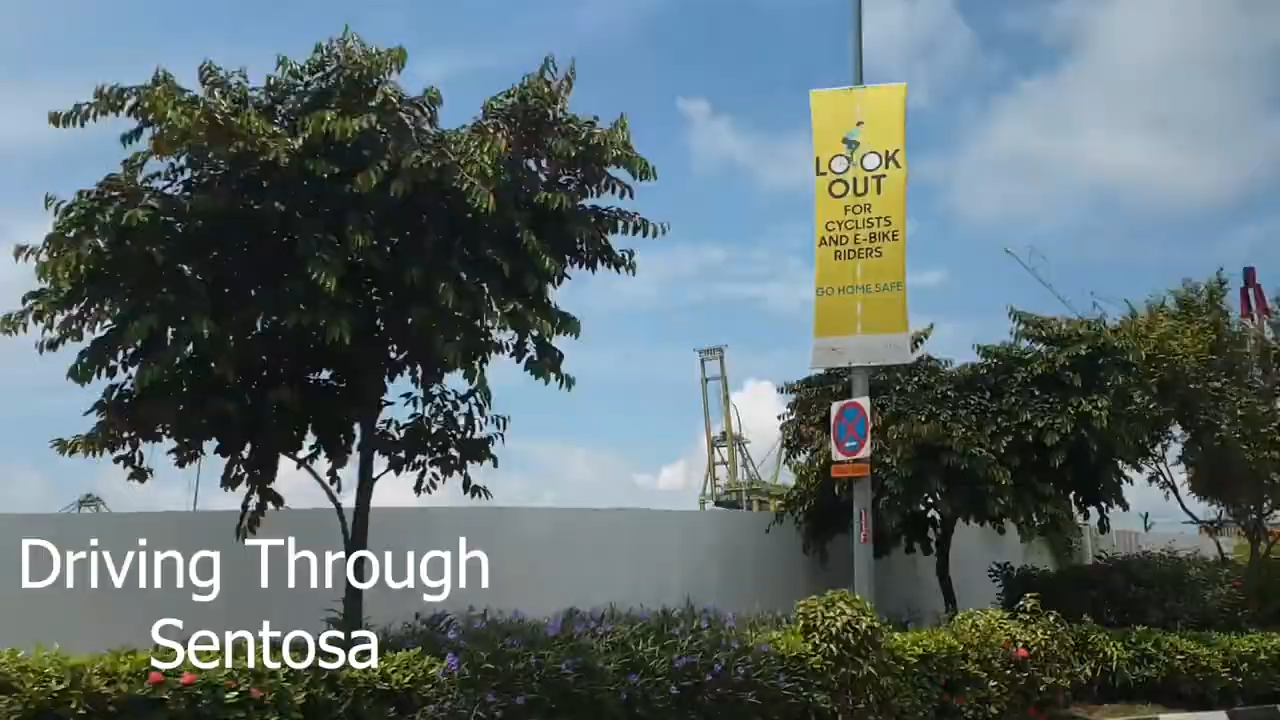 LOOK
OUT
FOR
CYCLISTS
AND E-BIKE
RIDERS
GO HOME SAFE
Driving Through
Sentosa